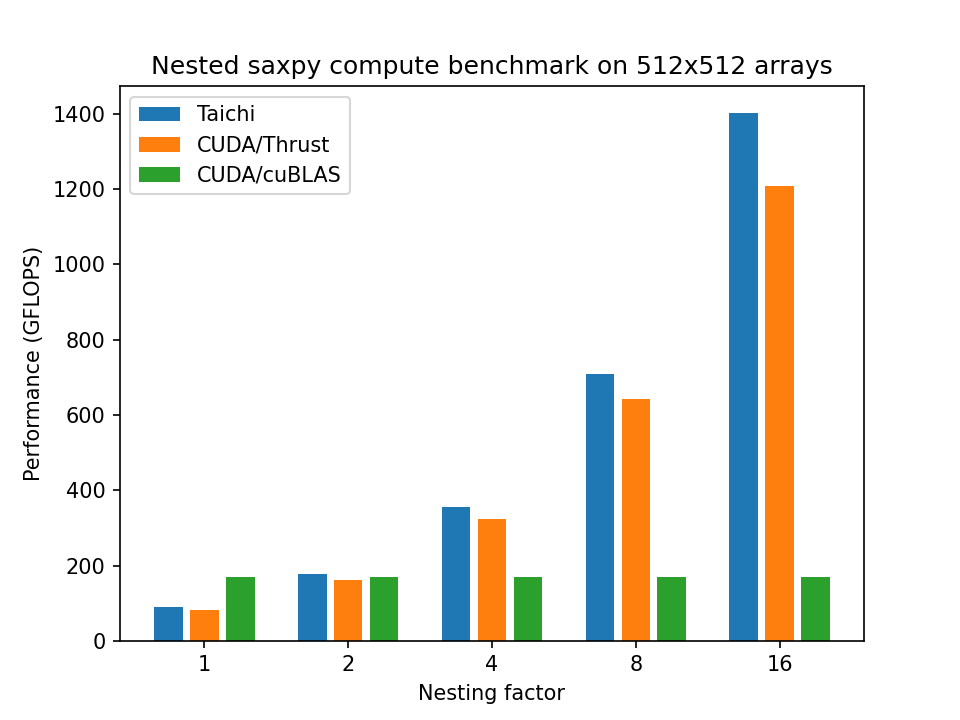 Nested saxpy compute benchmark on 512x512 arrays
Taichi
CUDA/Thrust
CUDA/cuBLAS
Performance (GFLOPS)
1400
1200
1000
800
600
400
200
0
1 2 4 8 16
Nesting factor